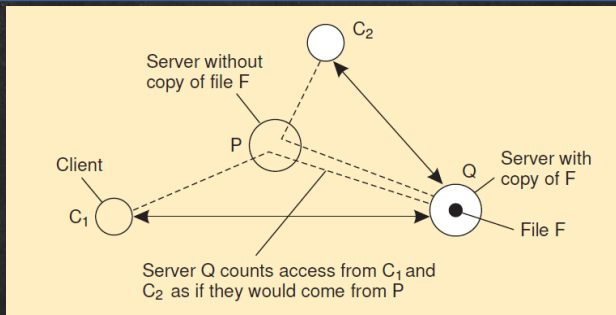 C₂
Server without
copy of file F
P
Client
Q
Server with
copy of F
C₁
File F
Server Q counts access from C₁ and
C₂ as if they would come from P